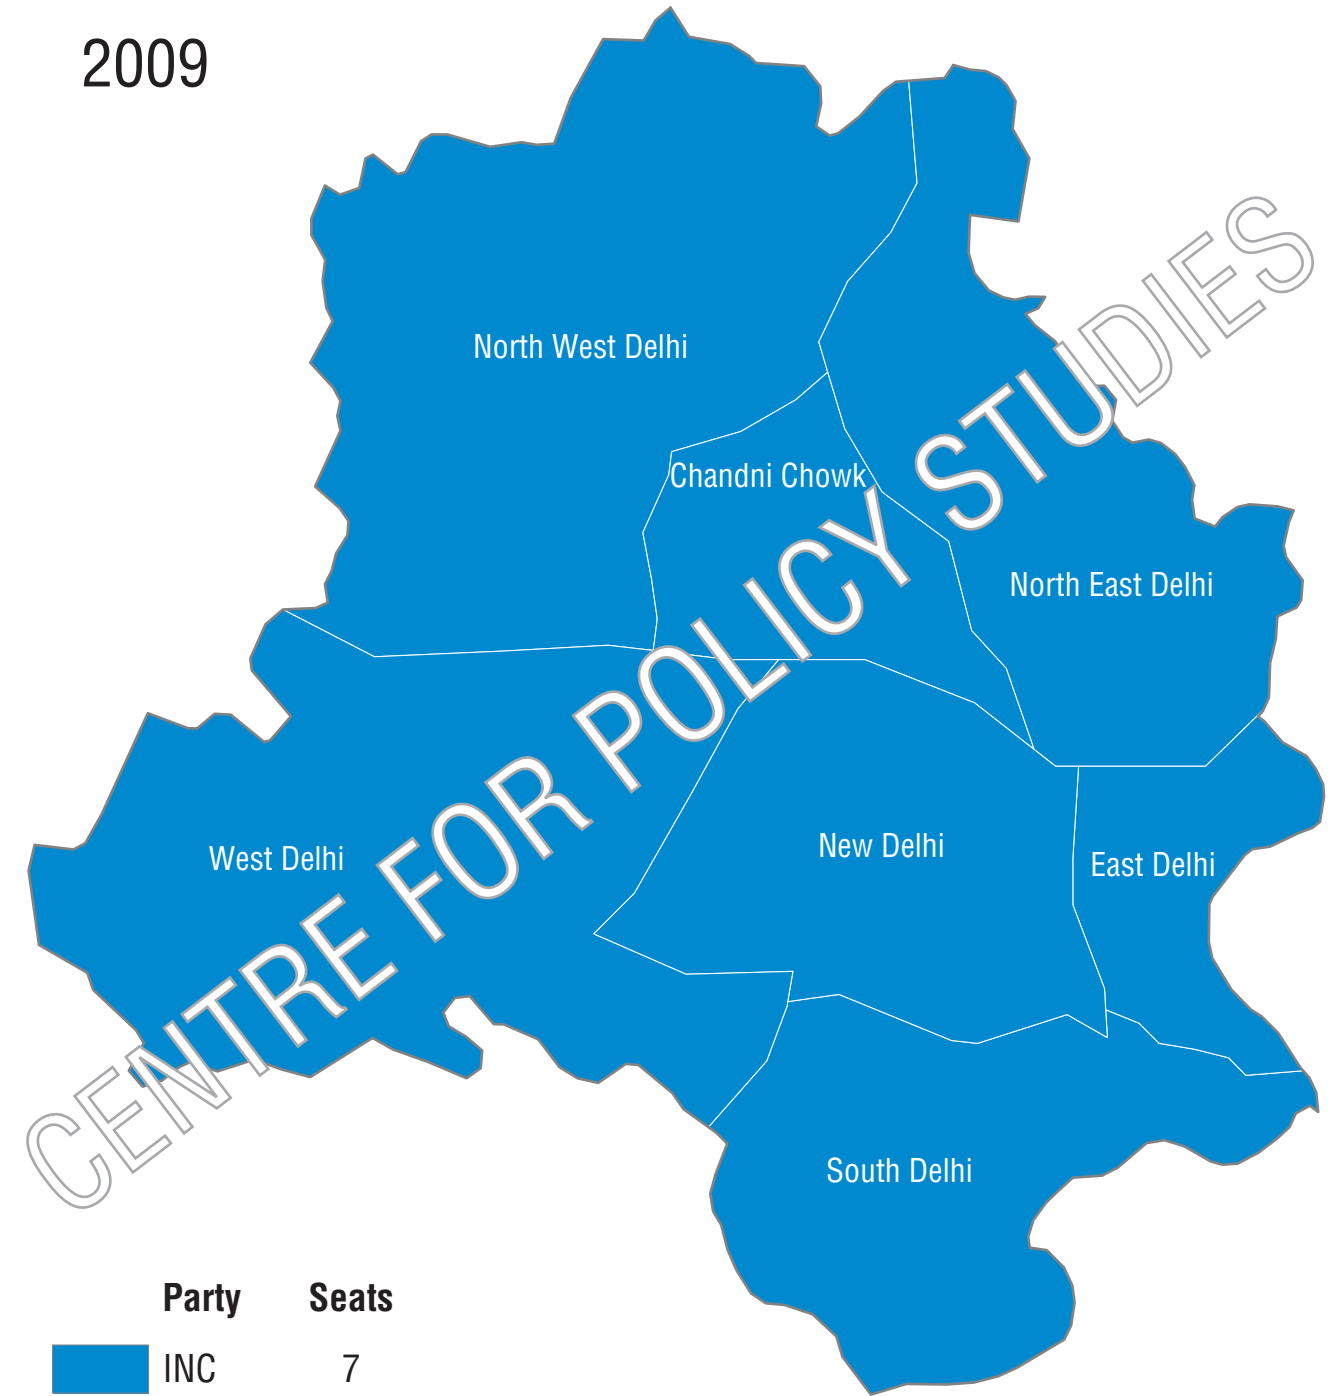 2009
North West Delhi
Chandni Chowk
North East Delhi
West Delhi
New Delhi
East Delhi
South Delhi
CENTRE FOR POLICY STUDIES
Party Seats
INC 7